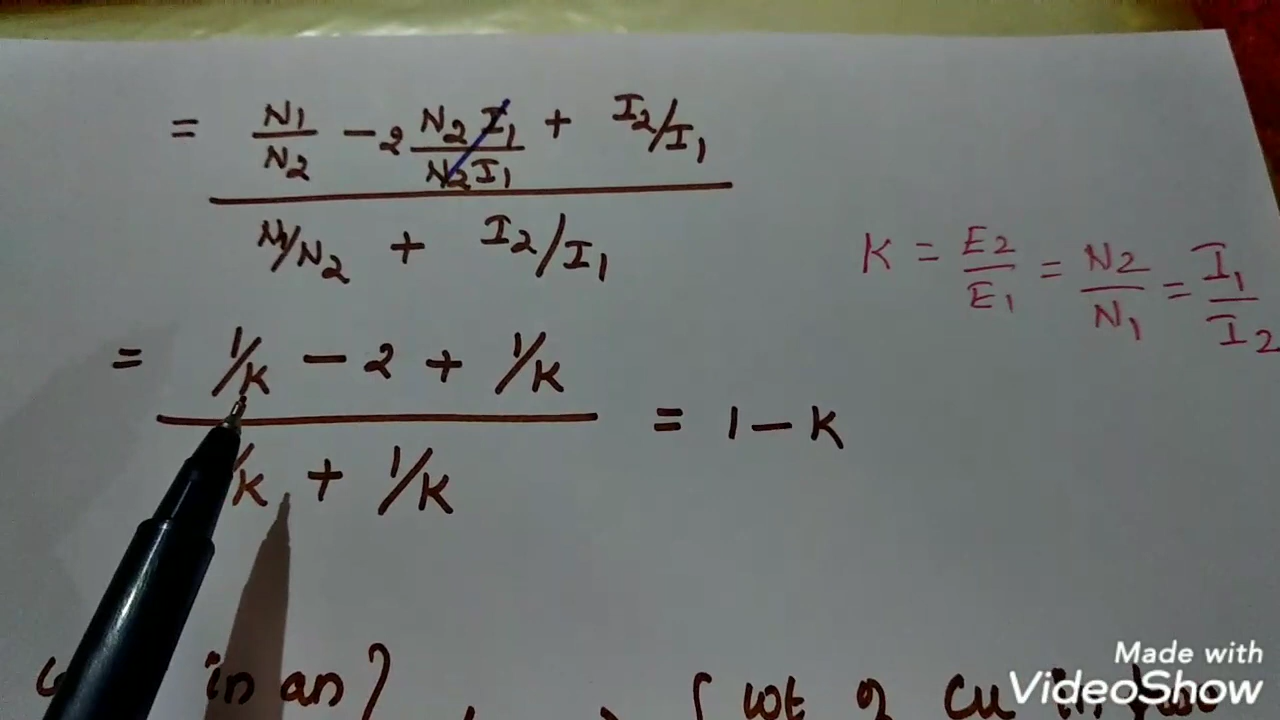 = N1/N2 - 2 N2 I1/N2 I1 + I2/I1
N1/N2 + I2/I1
K = E2/E1 = N2/N1 = I1/I2
= 1/K - 2 + 1/K = 1 - K
/K + 1/K
in an } { wt of cu in
Made with
VideoShow